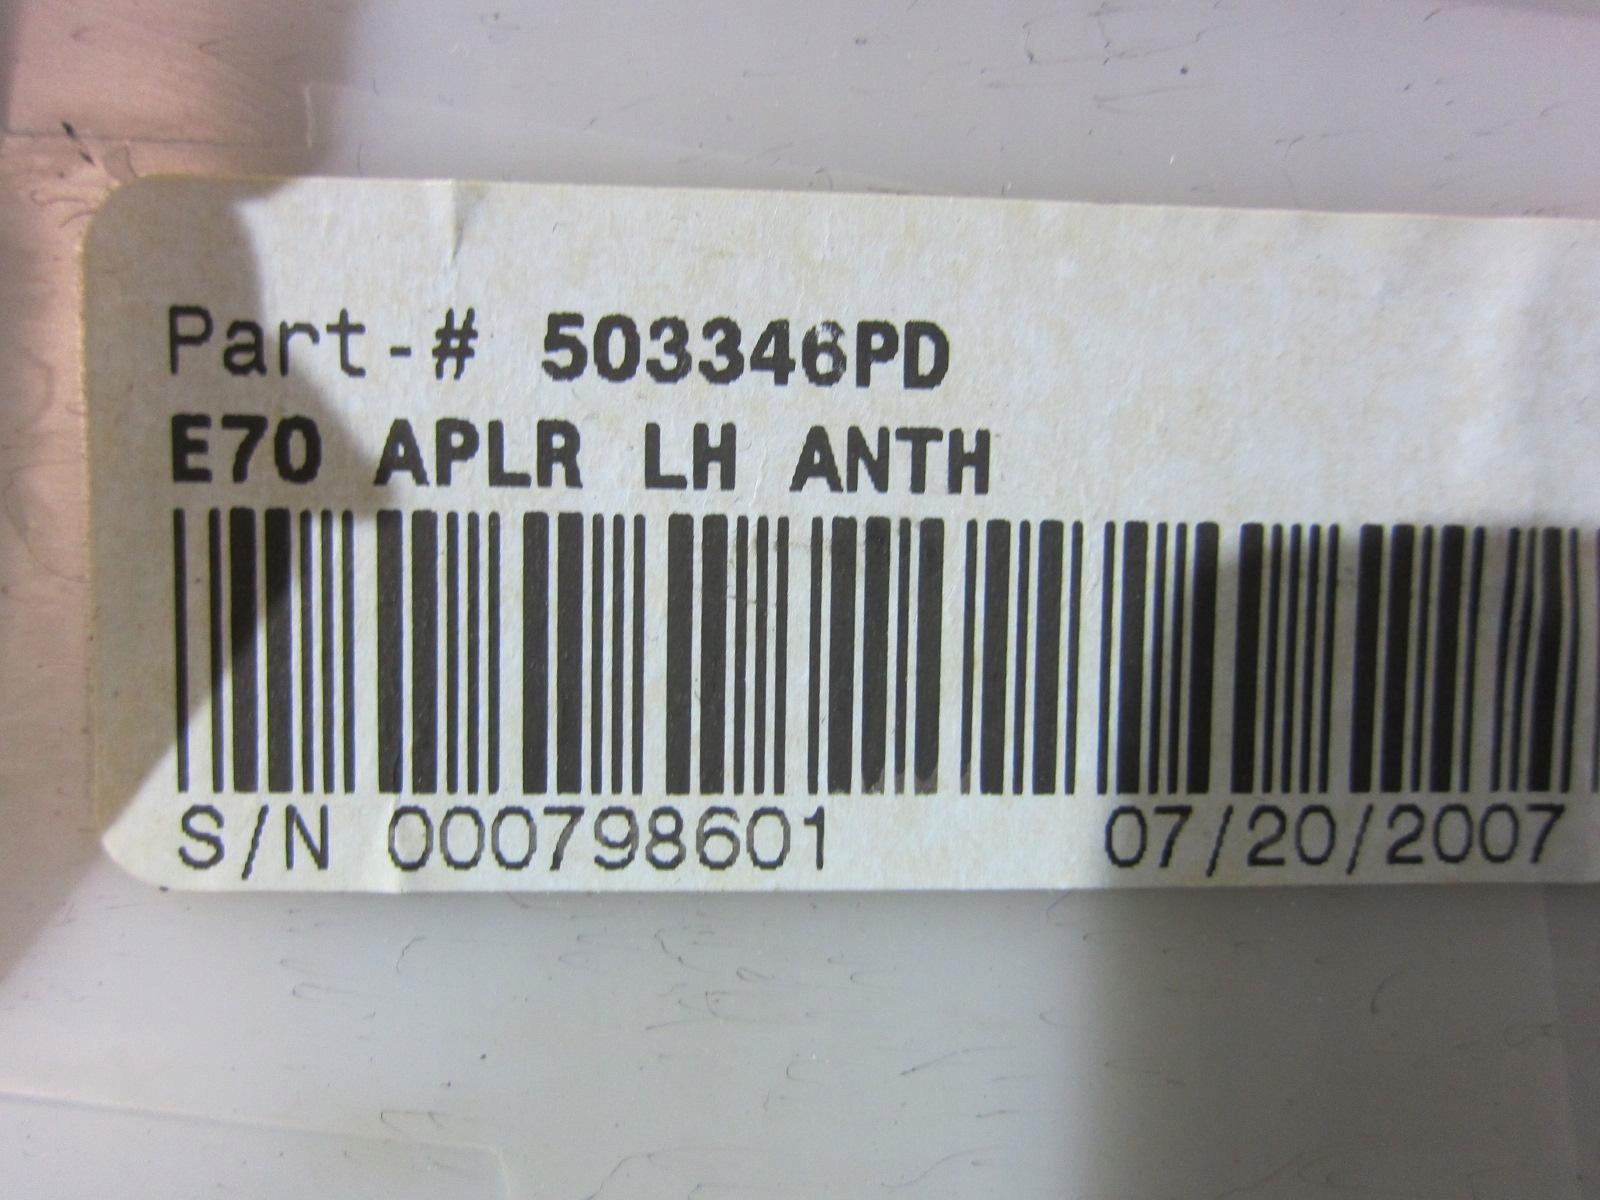 Part-# 503346PD
E70 APLR LH ANTH
S/N 000798601 07/20/2007